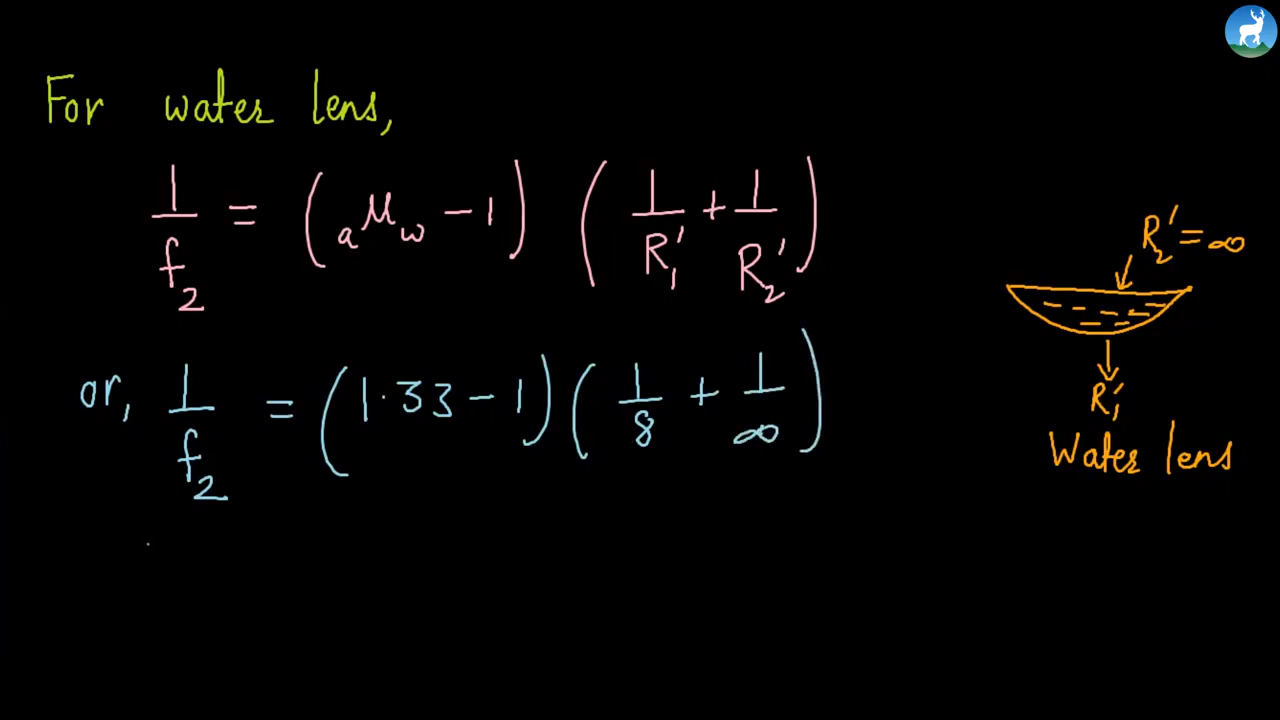 For water lens,
1/f₂ = (ₐμ_w − 1) (1/R₁′ + 1/R₂′)
or, 1/f₂ = (1·33 − 1) (1/8 + 1/∞)
R₂′ = ∞
R₁′
Water lens